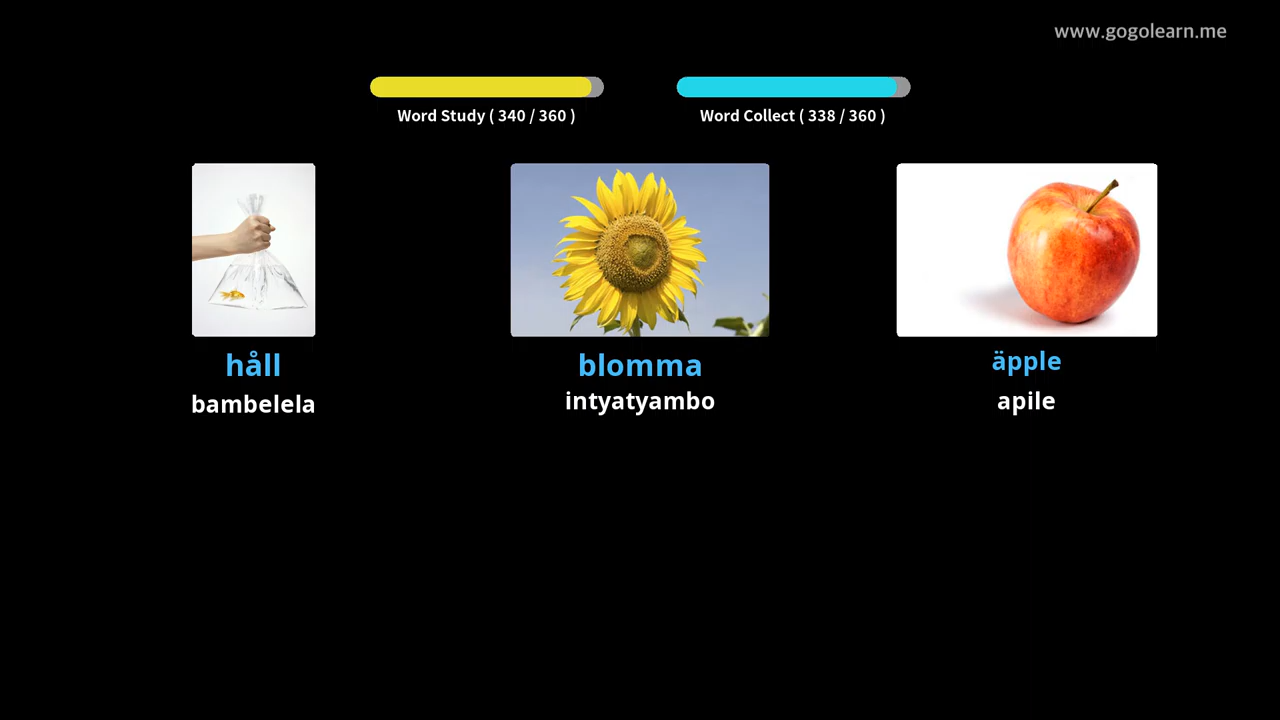 www.gogolearn.me
Word Study ( 340 / 360 )
Word Collect ( 338 / 360 )
håll
blomma
äpple
bambelela
intyatyambo
apile